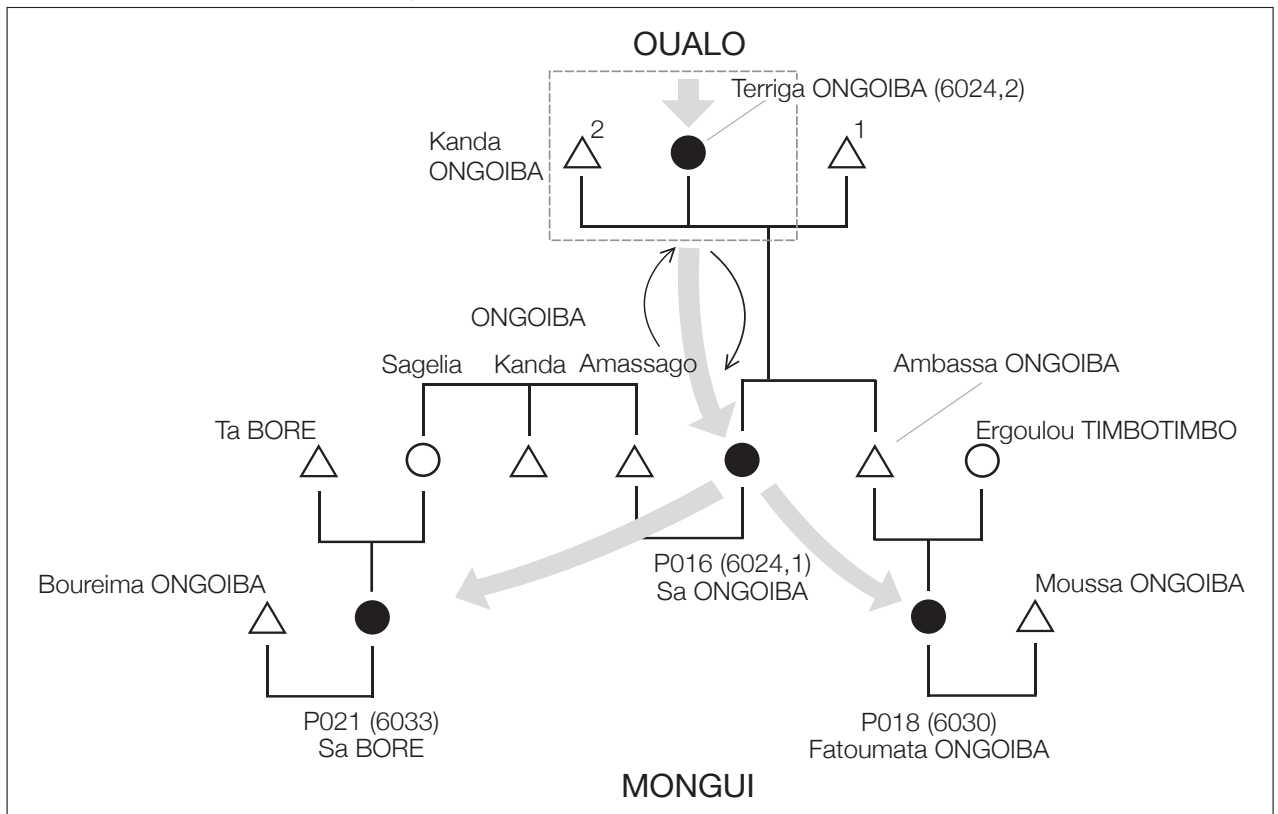 OUALO
Terriga ONGOIBA (6024,2)
2
1
Kanda
ONGOIBA
ONGOIBA
Sagelia Kanda Amassago
Ambassa ONGOIBA
Ta BORE
Ergoulou TIMBOTIMBO
P016 (6024,1)
Sa ONGOIBA
Boureima ONGOIBA
Moussa ONGOIBA
P021 (6033)
Sa BORE
P018 (6030)
Fatoumata ONGOIBA
MONGUI